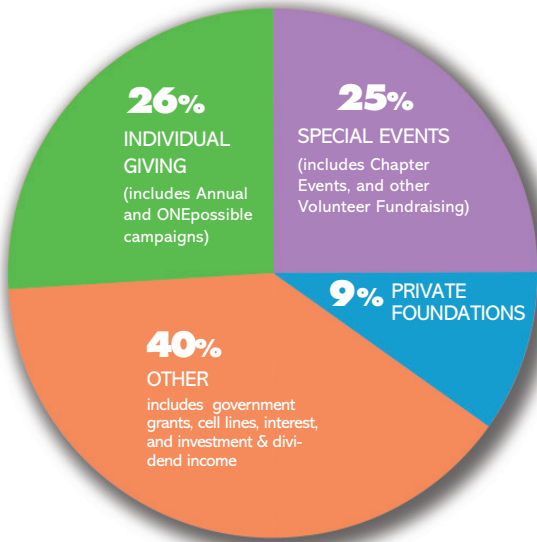 26%
INDIVIDUAL
GIVING
(includes Annual
and ONEpossible
campaigns)
25%
SPECIAL EVENTS
(includes Chapter
Events, and other
Volunteer Fundraising)
9% PRIVATE
FOUNDATIONS
40%
OTHER
includes government
grants, cell lines, interest,
and investment & divi-
dend income